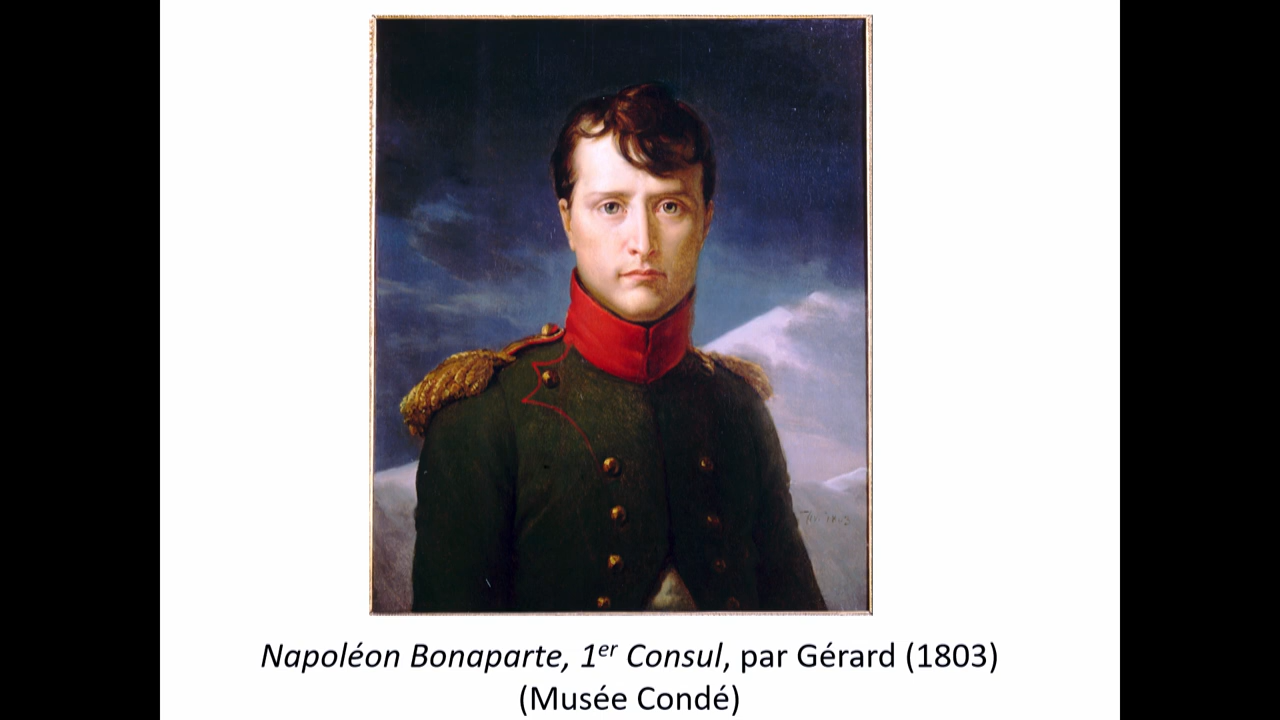 Napoléon Bonaparte, 1er Consul, par Gérard (1803)
(Musée Condé)